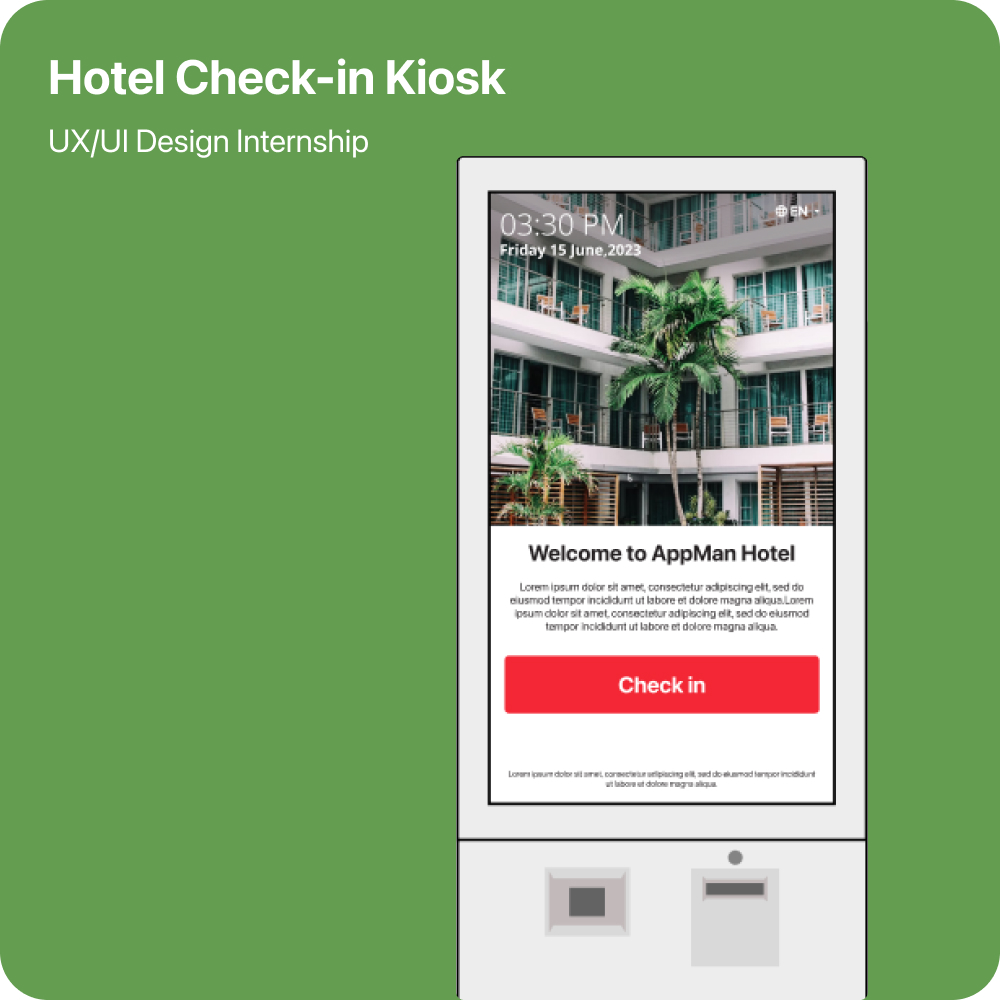 Hotel Check-in Kiosk
UX/UI Design Internship
03:30 PM
Friday 15 June,2023
EN
Welcome to AppMan Hotel
Lorem ipsum dolor sit amet, consectetur adipiscing elit, sed do
eiusmod tempor incididunt ut labore et dolore magna aliqua.Lorem
ipsum dolor sit amet, consectetur adipiscing elit, sed do eiusmod
tempor incididunt ut labore et dolore magna aliqua.
Check in
Lorem ipsum dolor sit amet, consectetur adipiscing elit, sed do eiusmod tempor incididunt
ut labore et dolore magna aliqua.